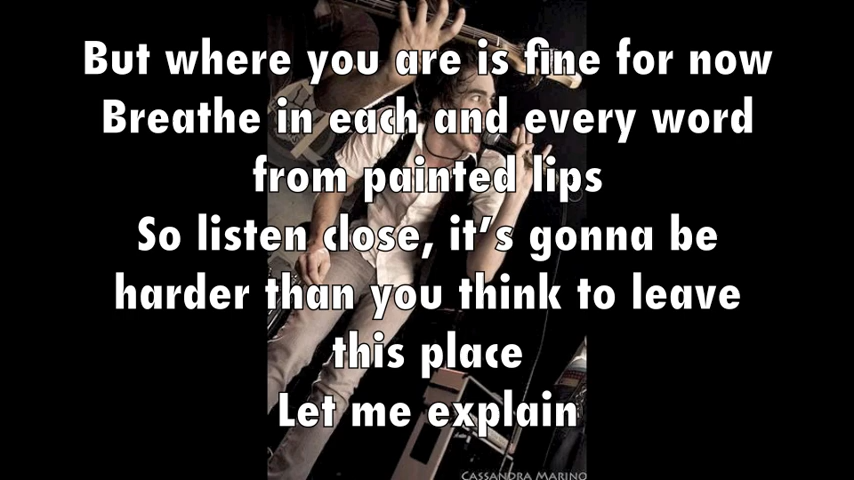 But where you are is fine for now
Breathe in each and every word
from painted lips
So listen close, it's gonna be
harder than you think to leave
this place
Let me explain
CASSANDRA MARINO